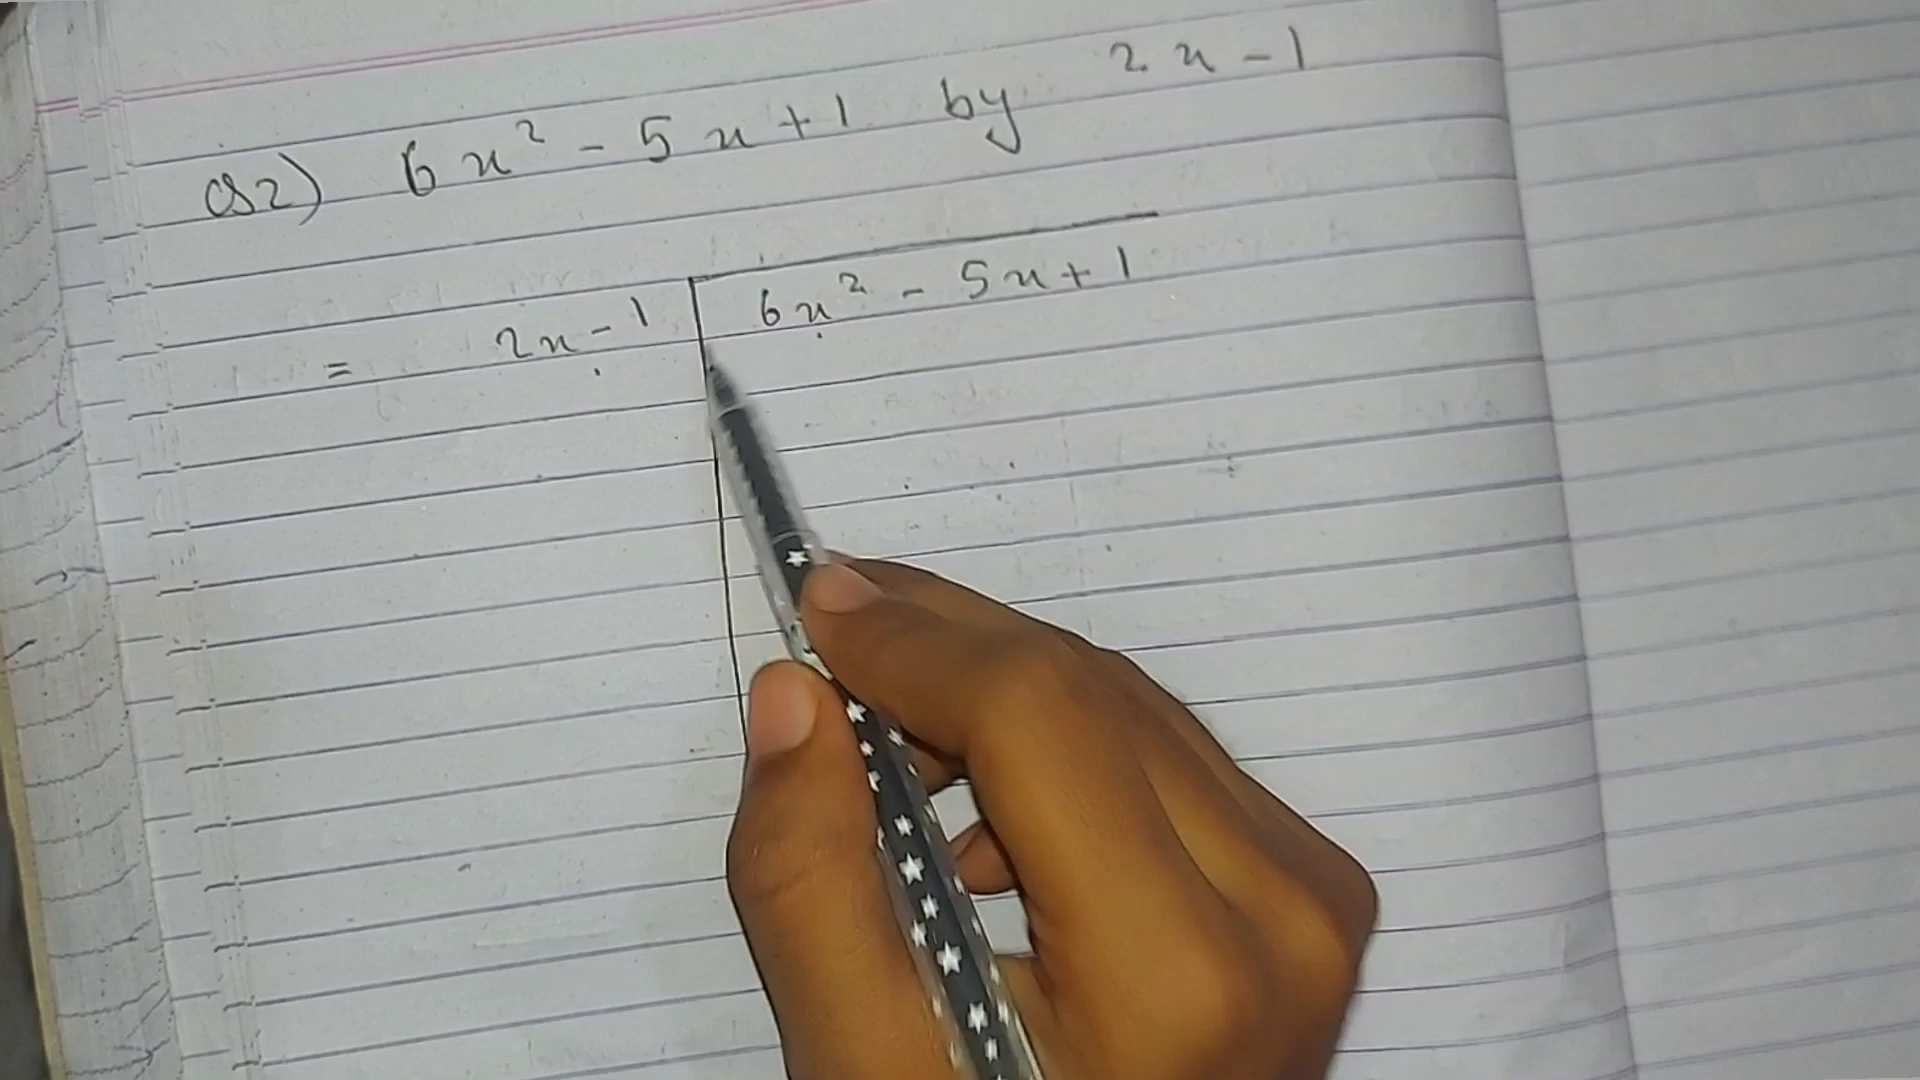 Q2) 6x² - 5x + 1 by 2x - 1
= 2x - 1 | 6x² - 5x + 1